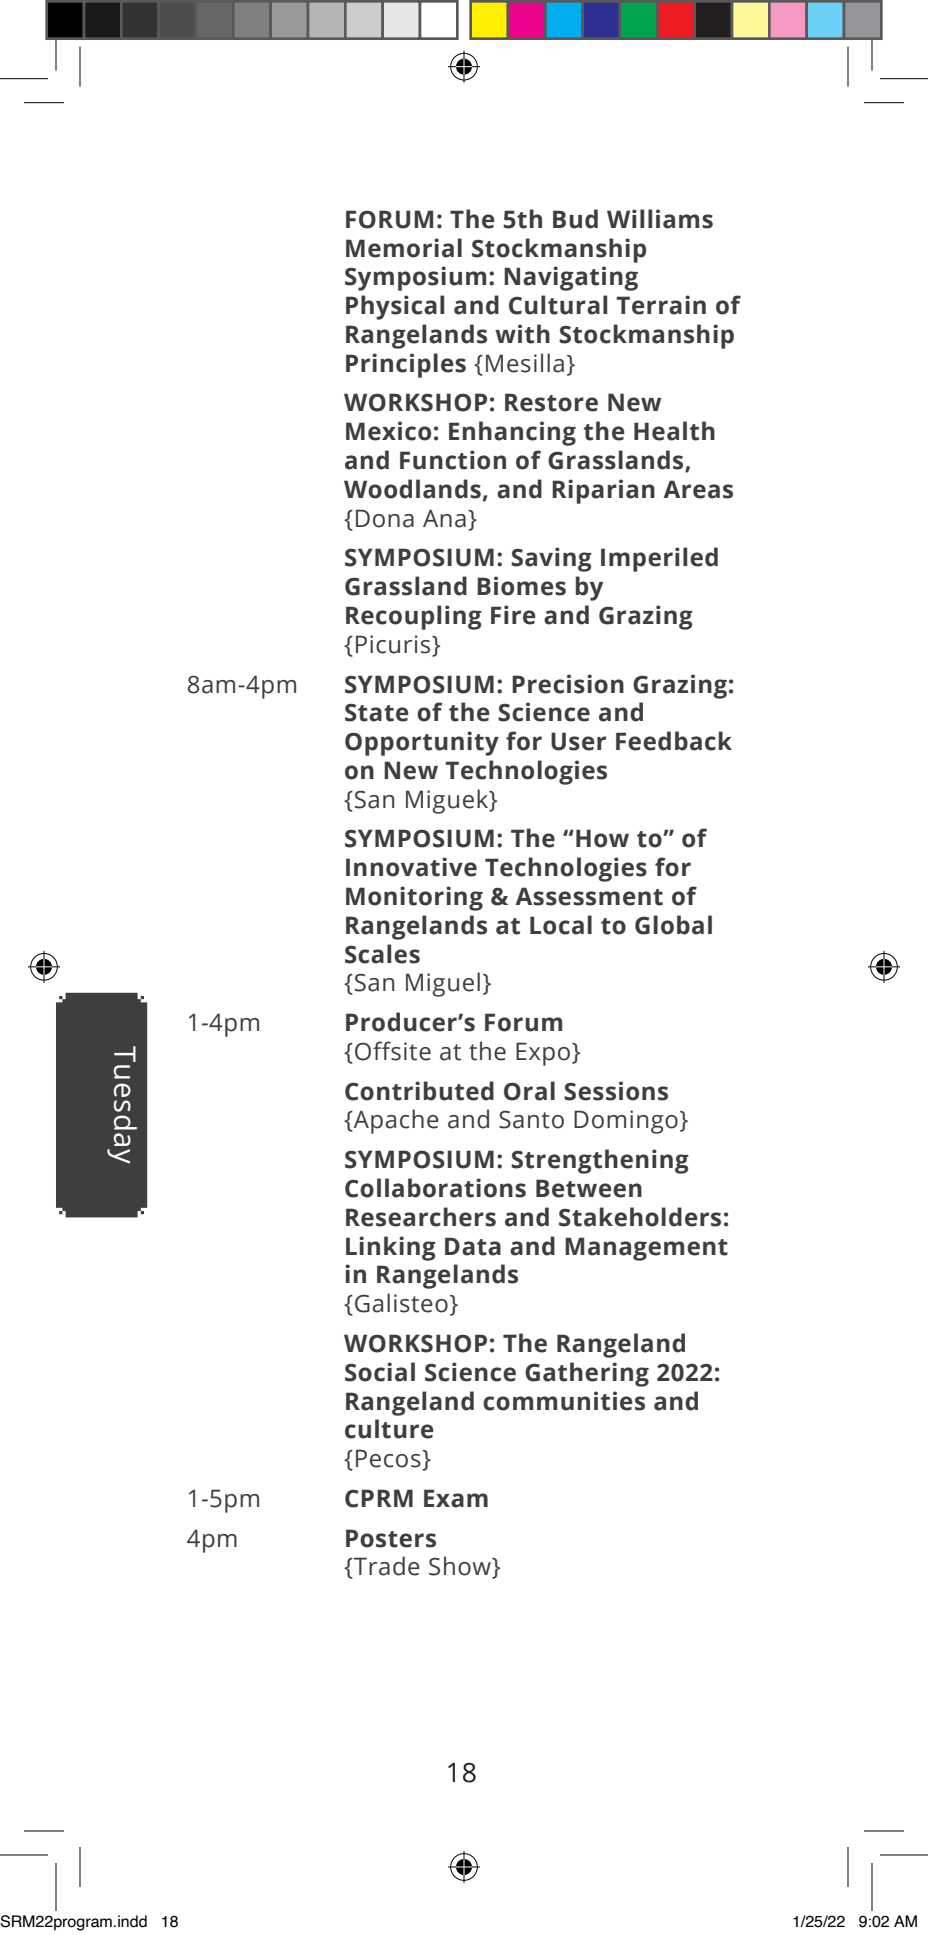 FORUM: The 5th Bud Williams
Memorial Stockmanship
Symposium: Navigating
Physical and Cultural Terrain of
Rangelands with Stockmanship
Principles {Mesilla}
WORKSHOP: Restore New
Mexico: Enhancing the Health
and Function of Grasslands,
Woodlands, and Riparian Areas
{Dona Ana}
SYMPOSIUM: Saving Imperiled
Grassland Biomes by
Recoupling Fire and Grazing
{Picuris}
8am-4pm SYMPOSIUM: Precision Grazing:
State of the Science and
Opportunity for User Feedback
on New Technologies
{San Miguek}
SYMPOSIUM: The “How to” of
Innovative Technologies for
Monitoring & Assessment of
Rangelands at Local to Global
Scales
{San Miguel}
1-4pm Producer’s Forum
{Offsite at the Expo}
Contributed Oral Sessions
{Apache and Santo Domingo}
SYMPOSIUM: Strengthening
Collaborations Between
Researchers and Stakeholders:
Linking Data and Management
in Rangelands
{Galisteo}
WORKSHOP: The Rangeland
Social Science Gathering 2022:
Rangeland communities and
culture
{Pecos}
1-5pm CPRM Exam
4pm Posters
{Trade Show}
Tuesday
18
SRM22program.indd 18 1/25/22 9:02 AM